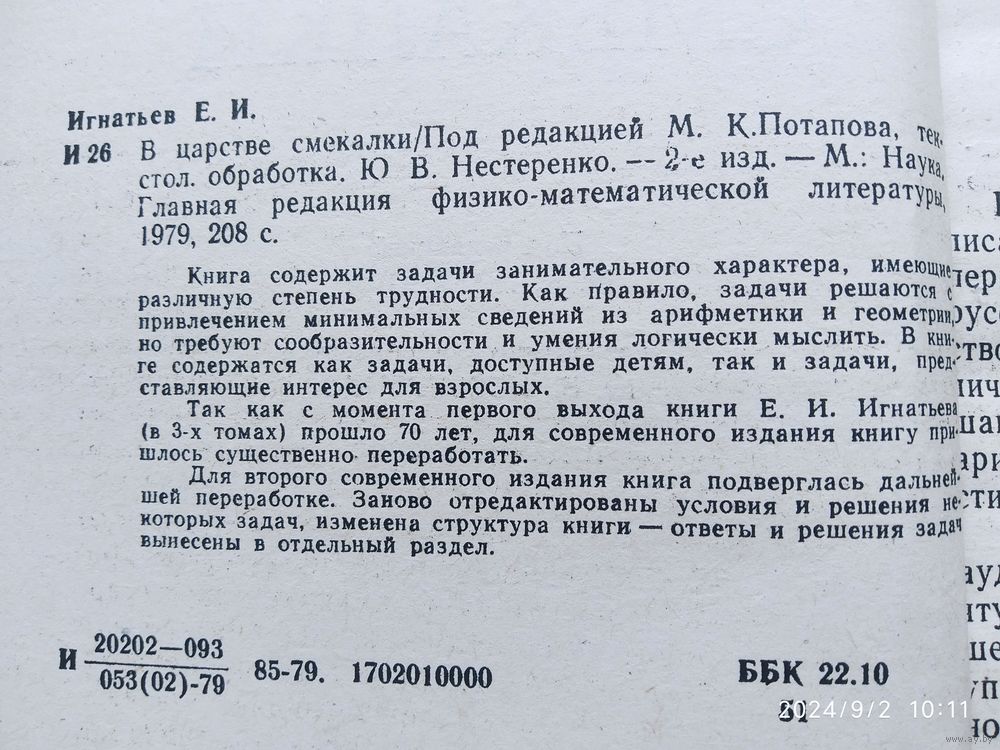 Игнатьев Е. И.
И 26 В царстве смекалки/Под редакцией М. К.Потапова, тек-
стол. обработка. Ю В. Нестеренко. — 2-е изд. — М.: Наука,
Главная редакция физико-математической литературы,
1979, 208 с.
Книга содержит задачи занимательного характера, имеющие
различную степень трудности. Как правило, задачи решаются с
привлечением минимальных сведений из арифметики и геометрии,
но требуют сообразительности и умения логически мыслить. В кни-
ге содержатся как задачи, доступные детям, так и задачи, пред-
ставляющие интерес для взрослых.
Так как с момента первого выхода книги Е. И. Игнатьева
(в 3-х томах) прошло 70 лет, для современного издания книгу при-
шлось существенно переработать.
Для второго современного издания книга подверглась дальней-
шей переработке. Заново отредактированы условия и решения не-
которых задач, изменена структура книги — ответы и решения задач
вынесены в отдельный раздел.
И 20202—093
053(02)-79 85-79. 1702010000
ББК 22.10
51
2024/9/2 10:11
www.ay.by